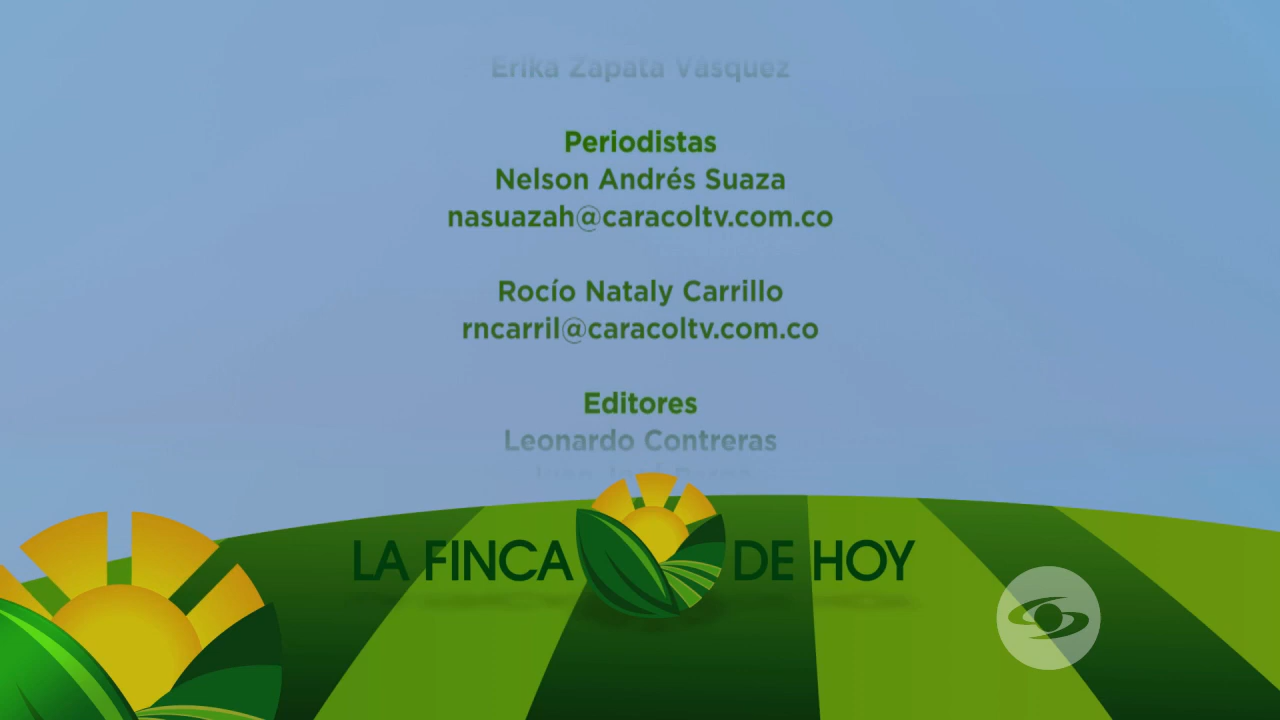 Erika Zapata Vásquez
Periodistas
Nelson Andrés Suaza
nasuazah@caracoltv.com.co
Rocío Nataly Carrillo
rncarril@caracoltv.com.co
Editores
Leonardo Contreras
LA FINCA DE HOY